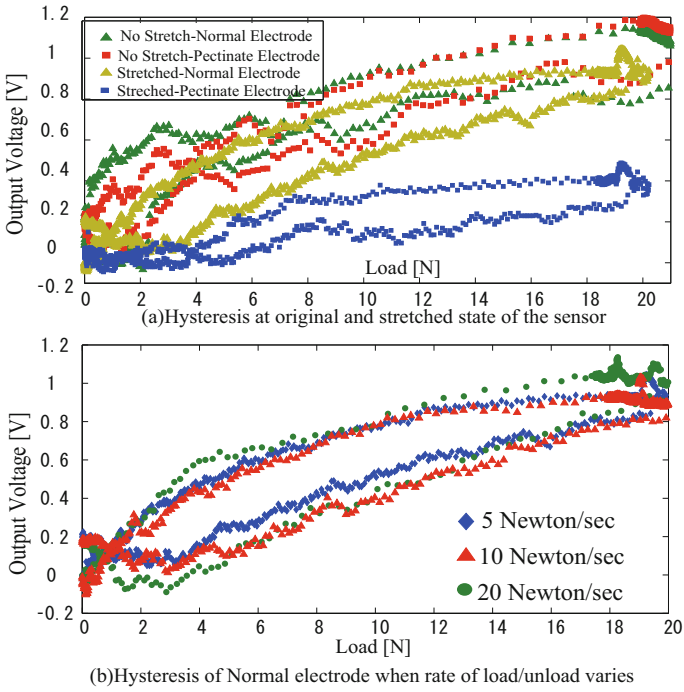 1.2
1
0.8
0.6
0.4
0.2
0
-0.2
Output Voltage [V]
No Stretch-Normal Electrode
No Stretch-Pectinate Electrode
Stretched-Normal Electrode
Streched-Pectinate Electrode
Load [N]
0 2 4 6 8 10 12 14 16 18 20
(a)Hysteresis at original and stretched state of the sensor
1.2
1
0.8
0.6
0.4
0.2
0
-0.2
Output Voltage [V]
5 Newton/sec
10 Newton/sec
20 Newton/sec
0 2 4 6 8 10 12 14 16 18 20
Load [N]
(b)Hysteresis of Normal electrode when rate of load/unload varies